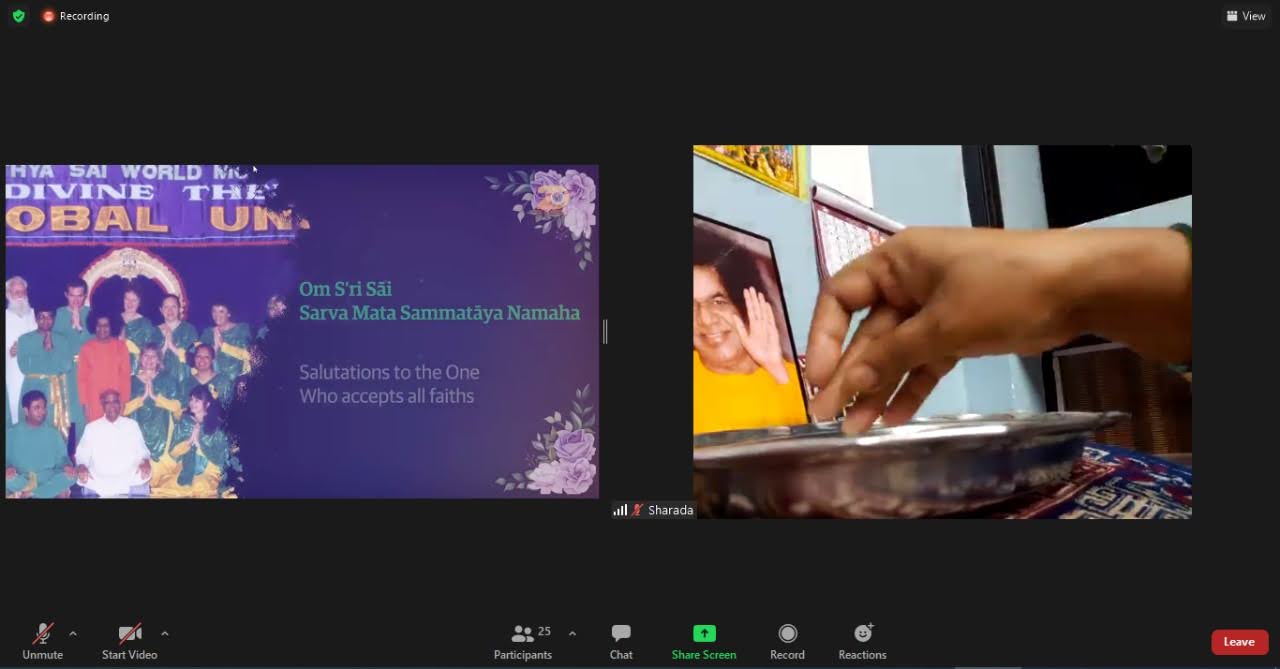 Recording
View
HYA SAI WORLD
DIVINE THE
OBAL UN
Om S'ri Sāi
Sarva Mata Sammatāya Namaha
Salutations to the One
Who accepts all faiths
Sharada
Unmute
Start Video
25
Participants
Chat
Share Screen
Record
Reactions
Leave